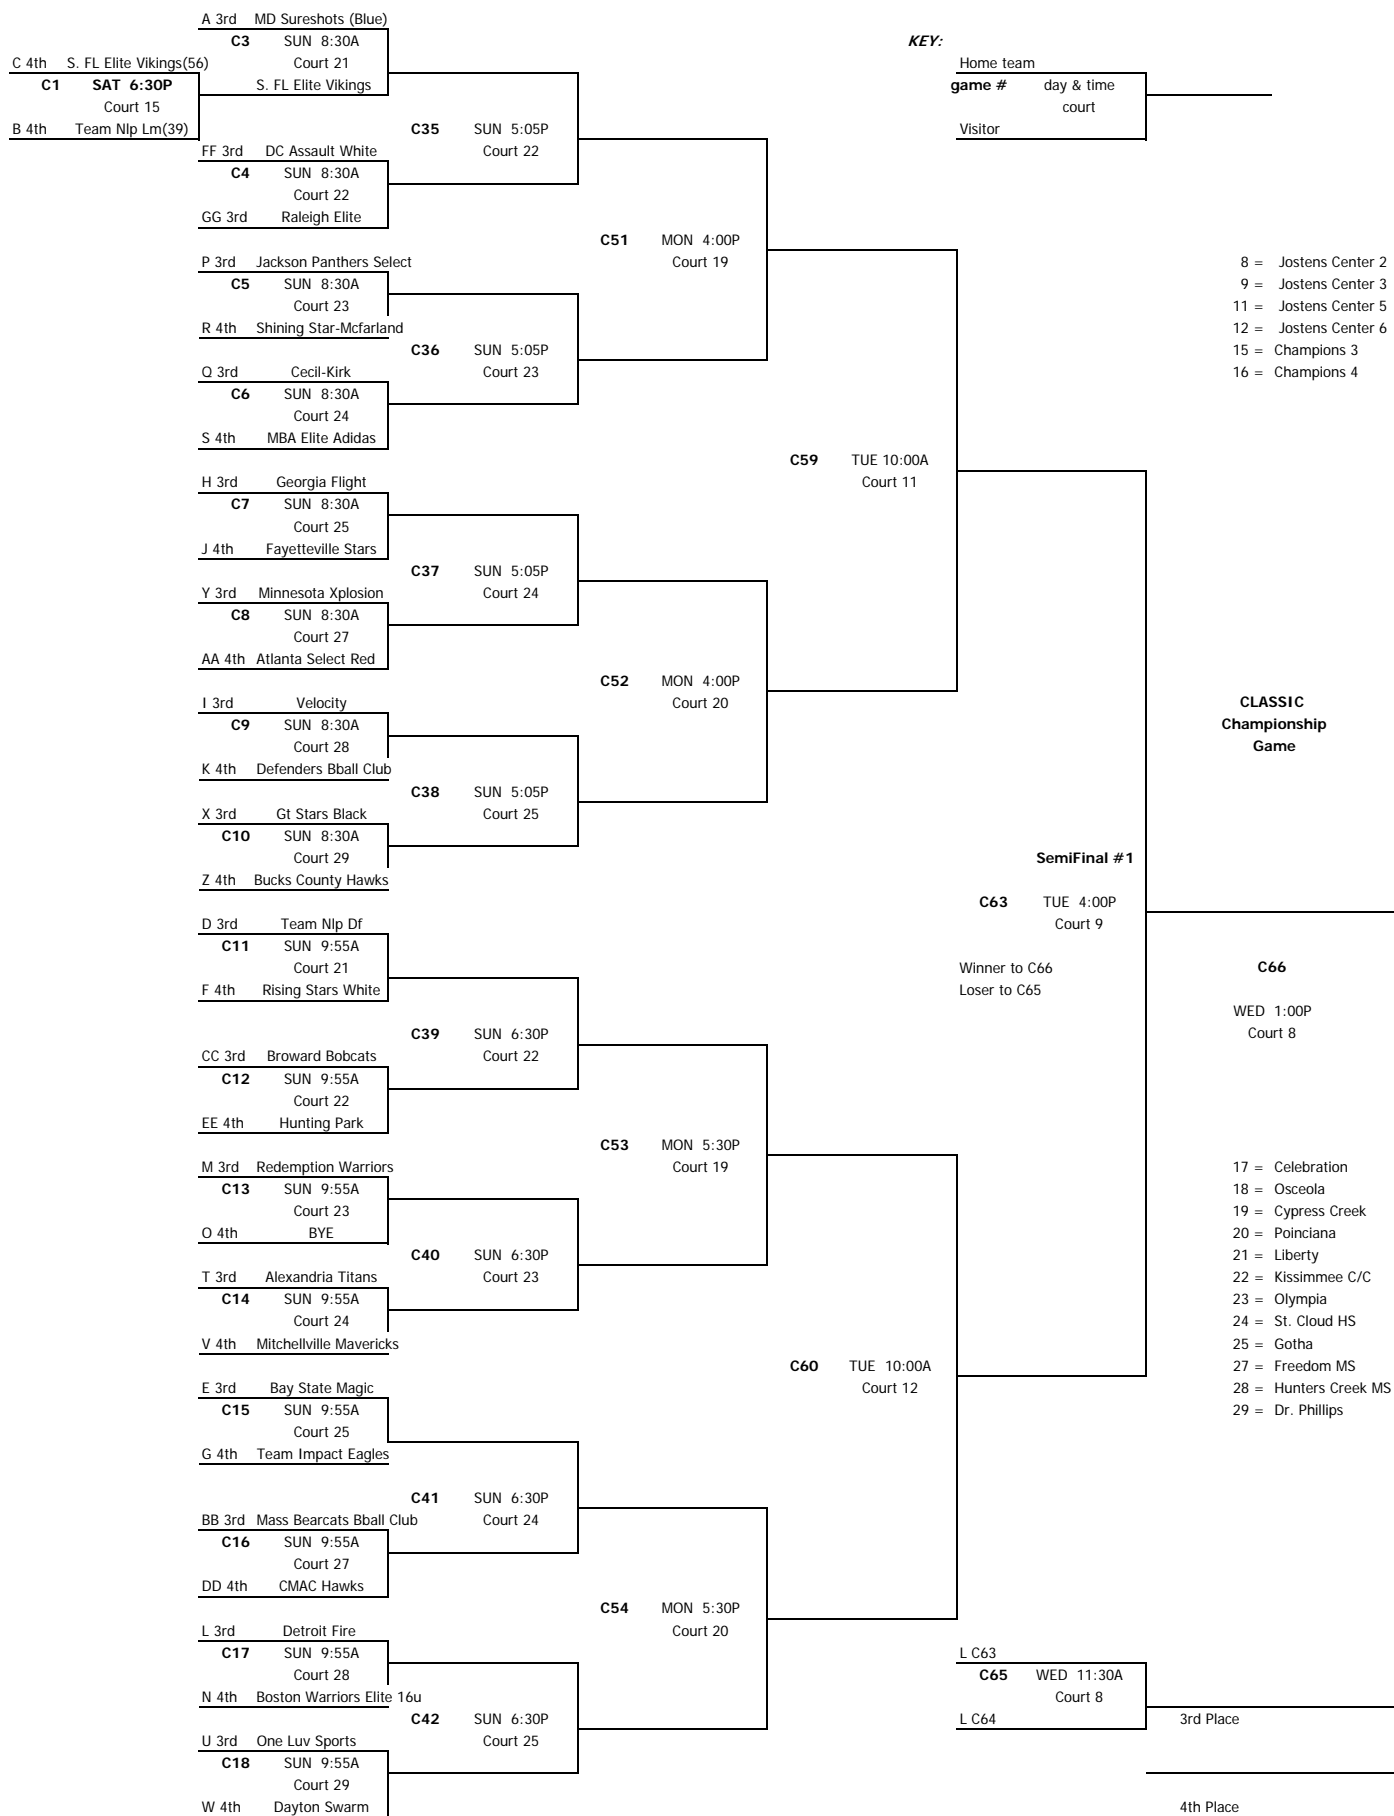 A 3rd MD Sureshots (Blue)
C3 SUN 8:30A
KEY:
C 4th S. FL Elite Vikings(56)
Court 21
Home team
C1 SAT 6:30P
S. FL Elite Vikings
game # day & time
Court 15
court
B 4th Team Nlp Lm(39)
C35 SUN 5:05P
Visitor
FF 3rd DC Assault White
Court 22
C4 SUN 8:30A
Court 22
GG 3rd Raleigh Elite
C51 MON 4:00P
P 3rd Jackson Panthers Select
Court 19
8 = Jostens Center 2
C5 SUN 8:30A
9 = Jostens Center 3
Court 23
11 = Jostens Center 5
R 4th Shining Star-Mcfarland
12 = Jostens Center 6
C36 SUN 5:05P
15 = Champions 3
Q 3rd Cecil-Kirk
Court 23
16 = Champions 4
C6 SUN 8:30A
Court 24
S 4th MBA Elite Adidas
C59 TUE 10:00A
H 3rd Georgia Flight
Court 11
C7 SUN 8:30A
Court 25
J 4th Fayetteville Stars
C37 SUN 5:05P
Y 3rd Minnesota Xplosion
Court 24
C8 SUN 8:30A
Court 27
AA 4th Atlanta Select Red
C52 MON 4:00P
I 3rd Velocity
Court 20
CLASSIC
C9 SUN 8:30A
Championship
Court 28
Game
K 4th Defenders Bball Club
C38 SUN 5:05P
X 3rd Gt Stars Black
Court 25
C10 SUN 8:30A
Court 29
SemiFinal #1
Z 4th Bucks County Hawks
C63 TUE 4:00P
D 3rd Team Nlp Df
Court 9
C11 SUN 9:55A
Court 21
Winner to C66
C66
F 4th Rising Stars White
Loser to C65
WED 1:00P
C39 SUN 6:30P
Court 8
CC 3rd Broward Bobcats
Court 22
C12 SUN 9:55A
Court 22
EE 4th Hunting Park
C53 MON 5:30P
M 3rd Redemption Warriors
Court 19
17 = Celebration
C13 SUN 9:55A
18 = Osceola
Court 23
19 = Cypress Creek
O 4th BYE
20 = Poinciana
C40 SUN 6:30P
21 = Liberty
T 3rd Alexandria Titans
Court 23
22 = Kissimmee C/C
C14 SUN 9:55A
23 = Olympia
Court 24
24 = St. Cloud HS
V 4th Mitchellville Mavericks
25 = Gotha
C60 TUE 10:00A
27 = Freedom MS
E 3rd Bay State Magic
Court 12
28 = Hunters Creek MS
C15 SUN 9:55A
29 = Dr. Phillips
Court 25
G 4th Team Impact Eagles
C41 SUN 6:30P
BB 3rd Mass Bearcats Bball Club
Court 24
C16 SUN 9:55A
Court 27
DD 4th CMAC Hawks
C54 MON 5:30P
L 3rd Detroit Fire
Court 20
C17 SUN 9:55A
L C63
Court 28
C65 WED 11:30A
N 4th Boston Warriors Elite 16u
Court 8
C42 SUN 6:30P
L C64
3rd Place
U 3rd One Luv Sports
Court 25
C18 SUN 9:55A
Court 29
W 4th Dayton Swarm
4th Place